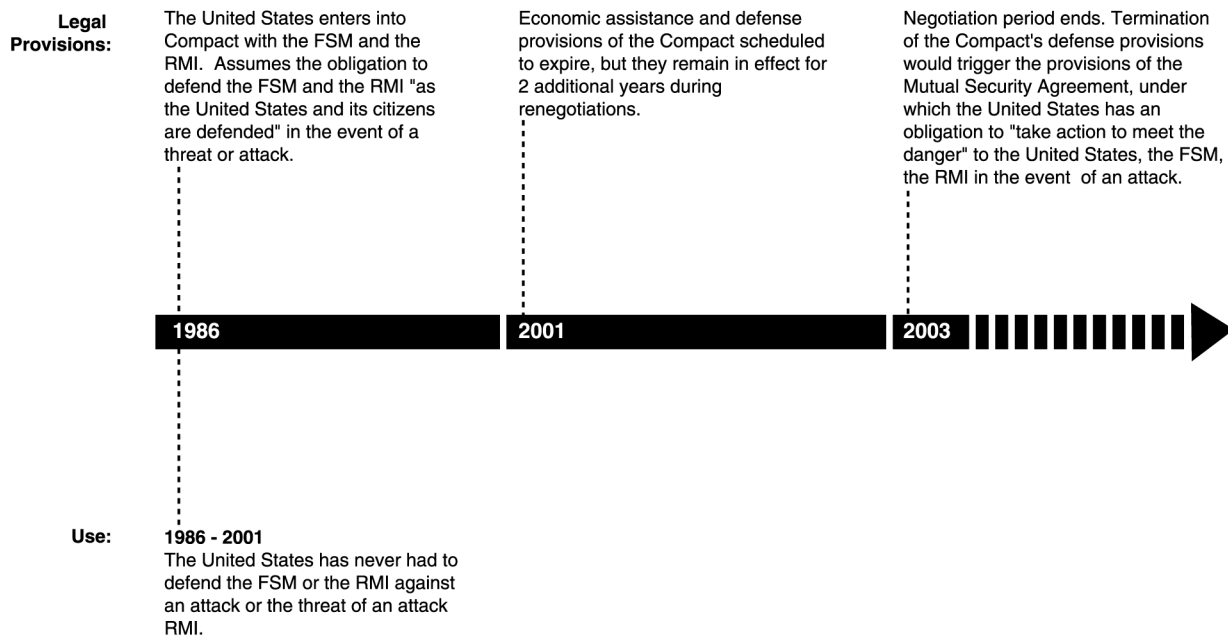 Legal
Provisions:
The United States enters into
Compact with the FSM and the
RMI.  Assumes the obligation to
defend the FSM and the RMI "as
the United States and its citizens
are defended" in the event of a
threat or attack.
Economic assistance and defense
provisions of the Compact scheduled
to expire, but they remain in effect for
2 additional years during
renegotiations.
Negotiation period ends. Termination
of the Compact's defense provisions
would trigger the provisions of the
Mutual Security Agreement, under
which the United States has an
obligation to "take action to meet the
danger" to the United States, the FSM,
the RMI in the event  of an attack.
1986
2001
2003
Use:
1986 - 2001
The United States has never had to
defend the FSM or the RMI against
an attack or the threat of an attack
RMI.